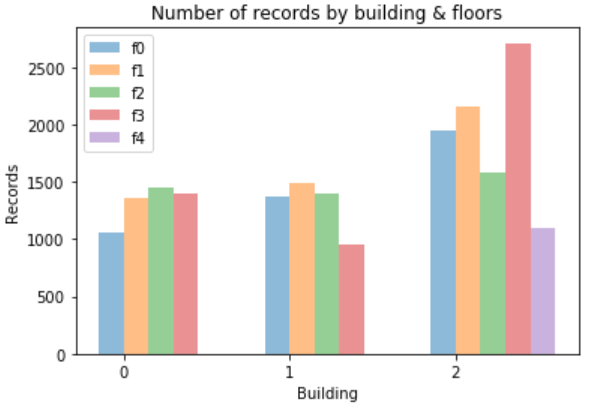 Number of records by building & floors
f0
f1
f2
f3
f4
2500
2000
1500
1000
500
0
Records
0 1 2
Building